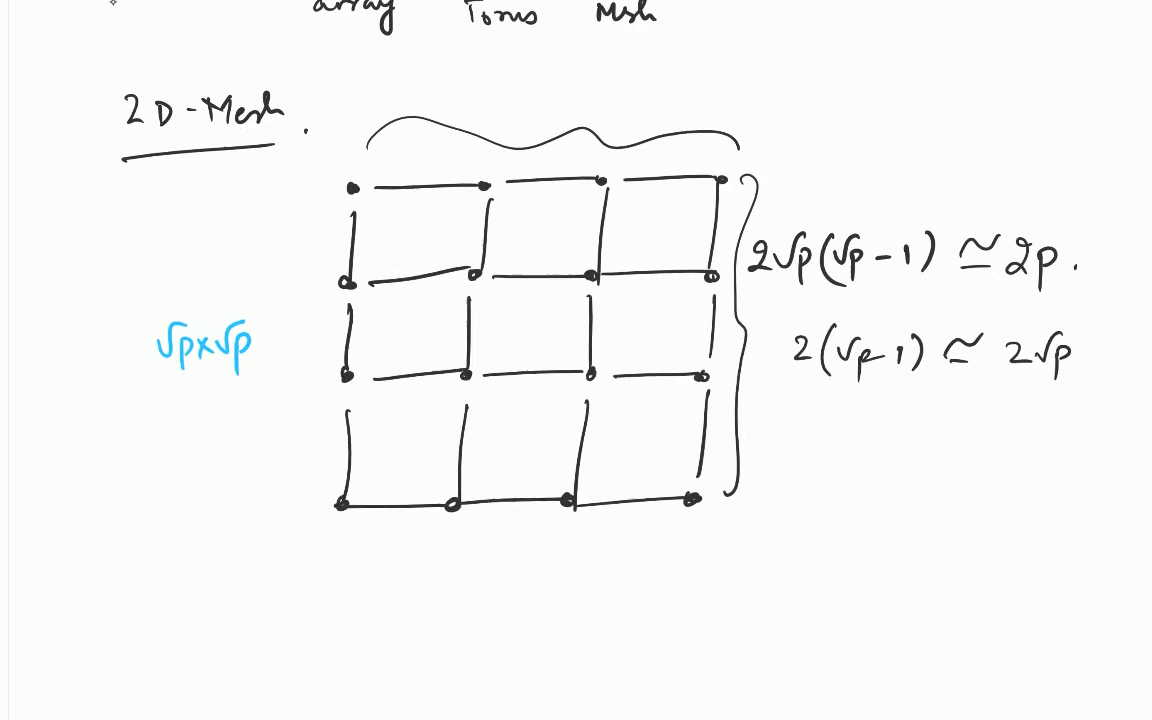 array Torus Mesh
2D-Mesh.
2√p(√p-1) ≃ 2p.
√p×√p
2(√p-1) ≃ 2√p